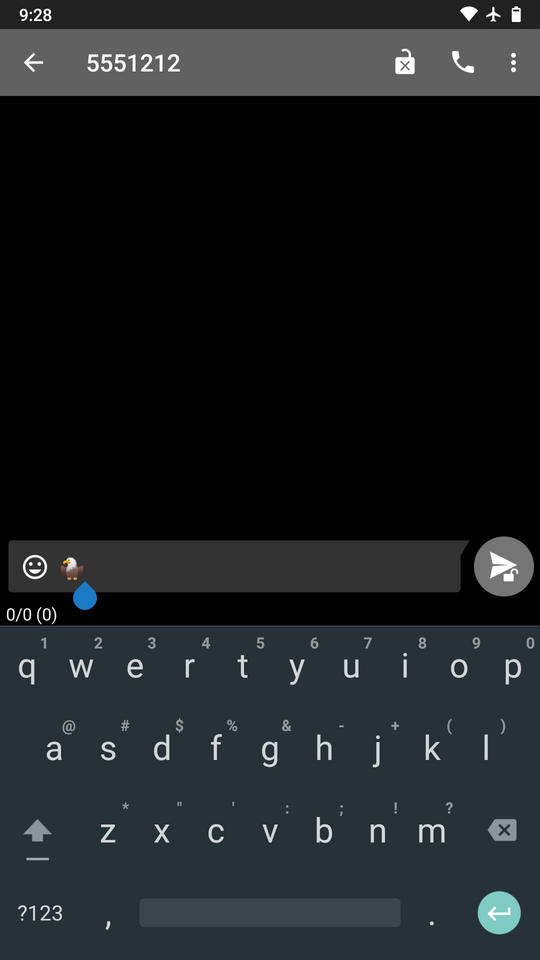 9:28
5551212
🦅
0/0 (0)
1 2 3 4 5 6 7 8 9 0
q w e r t y u i o p
@ # $ % & - + ( )
a s d f g h j k l
* " ' : ; ! ?
z x c v b n m
?123 , .